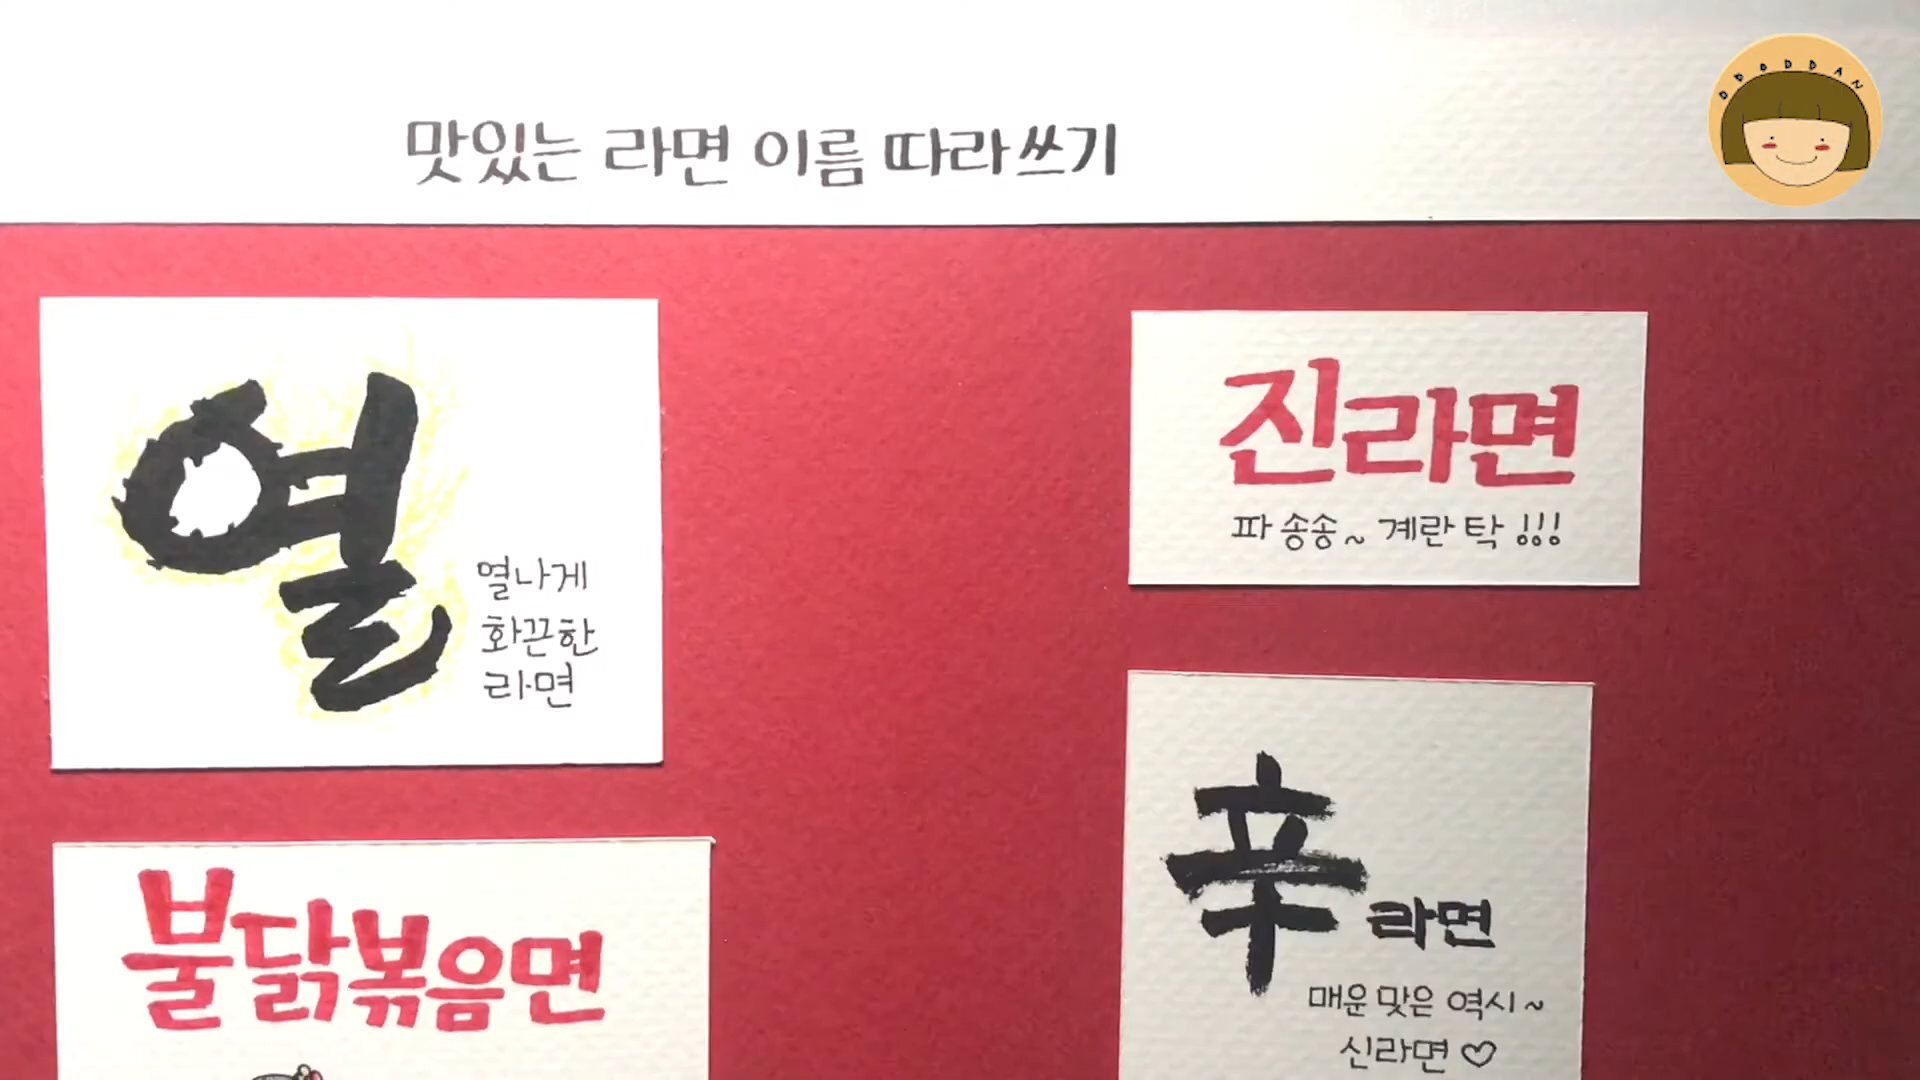 맛있는 라면 이름 따라쓰기
DDODDAN
열
열나게
화끈한
라면
진라면
파 송송~ 계란 탁!!!
불닭볶음면
辛라면
매운 맛은 역시~
신라면♡